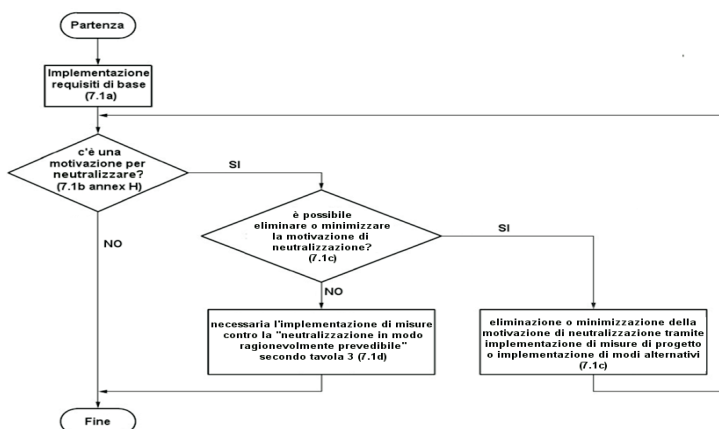 Partenza
Implementazione
requisiti di base
(7.1a)
c'è una
motivazione per
neutralizzare?
(7.1b annex H)
SI
è possibile
eliminare o minimizzare
la motivazione di
neutralizzazione?
(7.1c)
SI
NO
NO
necessaria l'implementazione di misure
contro la "neutralizzazione in modo
ragionevolmente prevedibile"
secondo tavola 3 (7.1d)
eliminazione o minimizzazione della
motivazione di neutralizzazione tramite
implementazione di misure di progetto
o implementazione di modi alternativi
(7.1c)
Fine